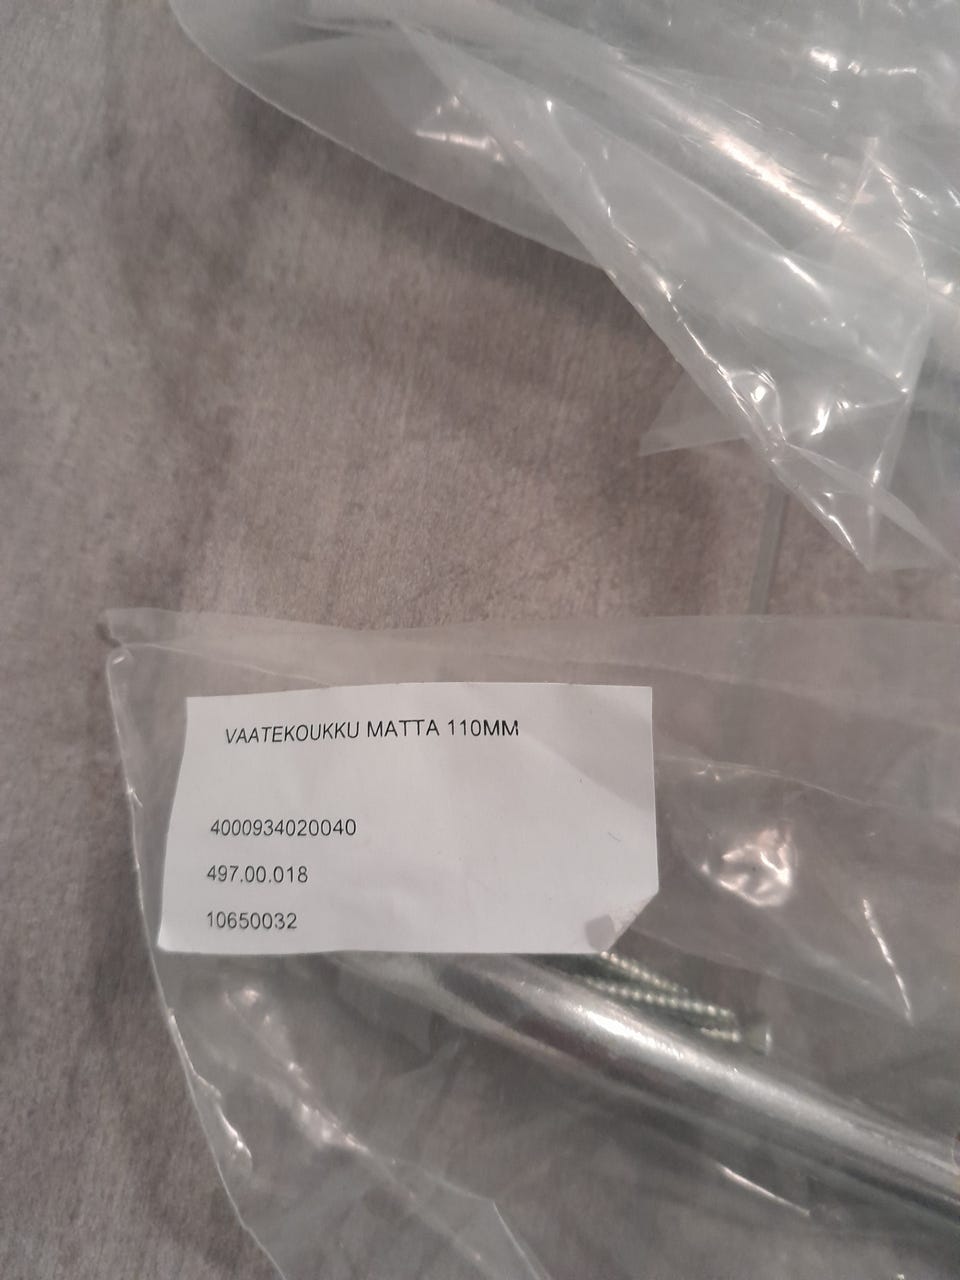 VAATEKOUKKU MATTA 110MM
4000934020040
497.00.018
10650032